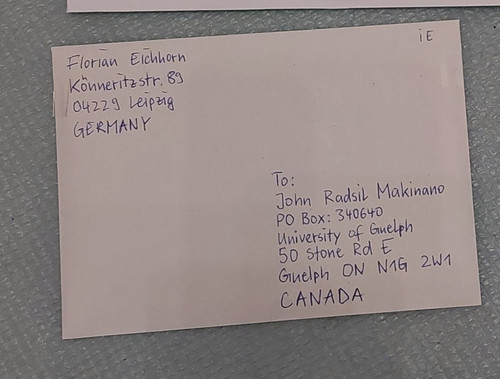 Florian Eichhorn
Könneritzstr. 89
04229 Leipzig
GERMANY
iE
To:
John Radsil Makinano
PO Box: 340640
University of Guelph
50 Stone Rd E
Guelph ON N1G 2W1
CANADA